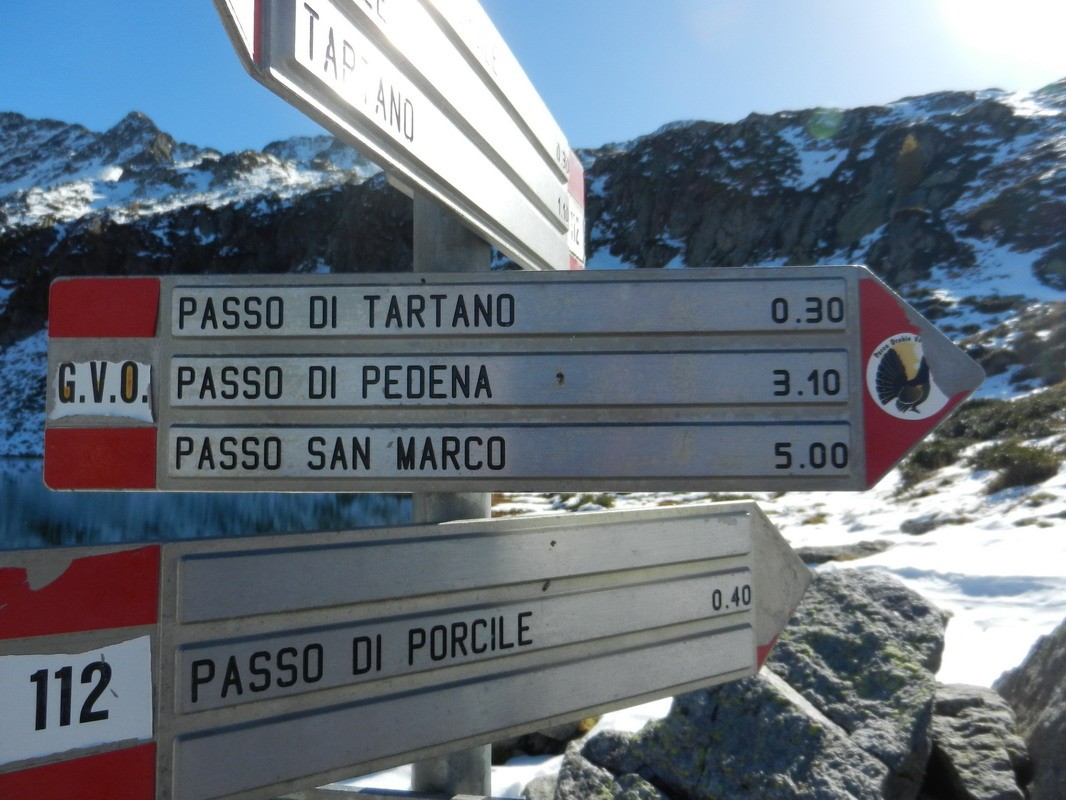 TARTANO
G.V.O.
PASSO DI TARTANO 0.30
PASSO DI PEDENA 3.10
PASSO SAN MARCO 5.00
112
PASSO DI PORCILE 0.40